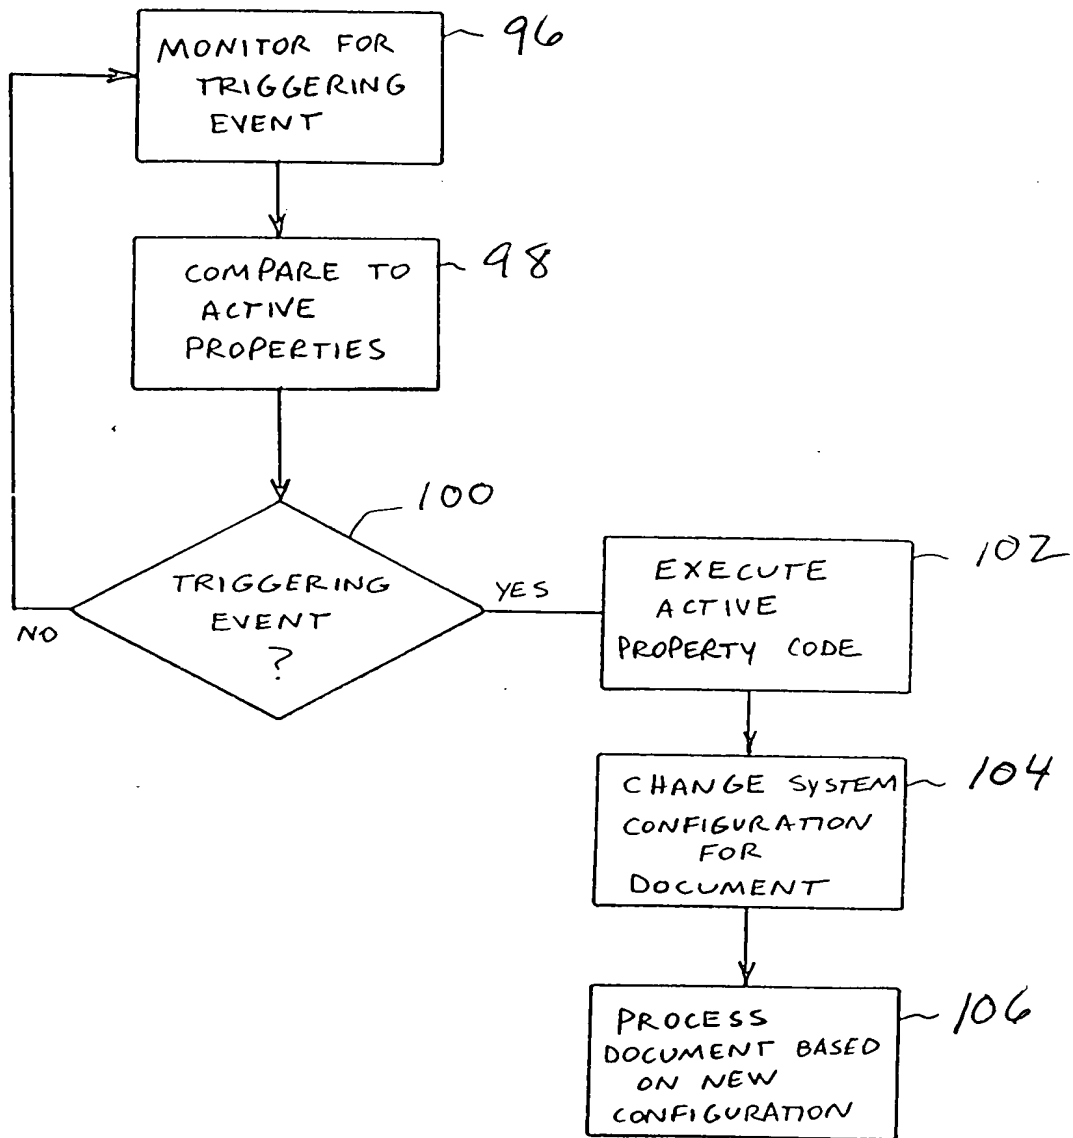 MONITOR FOR
TRIGGERING
EVENT
96
COMPARE TO
ACTIVE
PROPERTIES
98
100
TRIGGERING
EVENT
?
NO
YES
EXECUTE
ACTIVE
PROPERTY CODE
102
CHANGE SYSTEM
CONFIGURATION
FOR
DOCUMENT
104
PROCESS
DOCUMENT BASED
ON NEW
CONFIGURATION
106